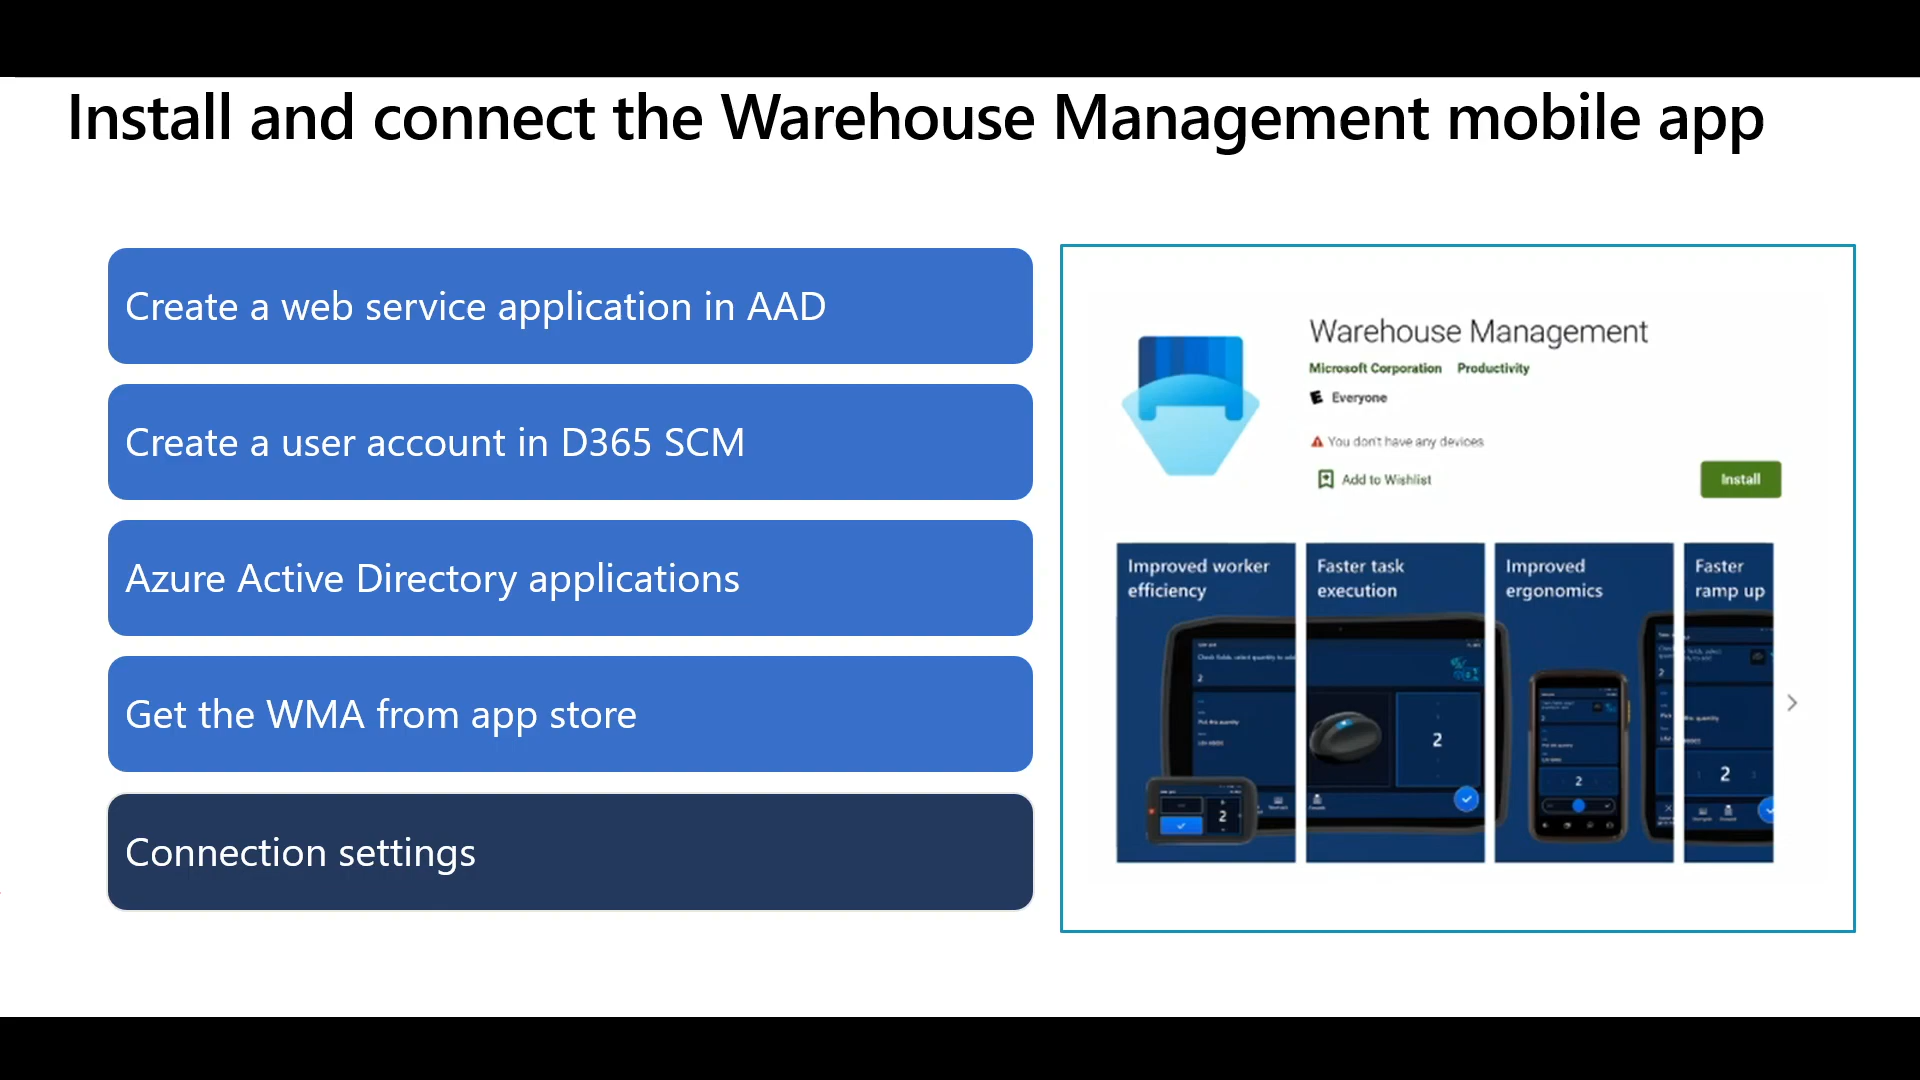 Install and connect the Warehouse Management mobile app
Create a web service application in AAD
Create a user account in D365 SCM
Azure Active Directory applications
Get the WMA from app store
Connection settings
Warehouse Management
Microsoft Corporation Productivity
E Everyone
You don't have any devices
Add to Wishlist
Install
Improved worker
efficiency
2
2
Faster task
execution
2
Improved
ergonomics
2
2
Faster
ramp up
2